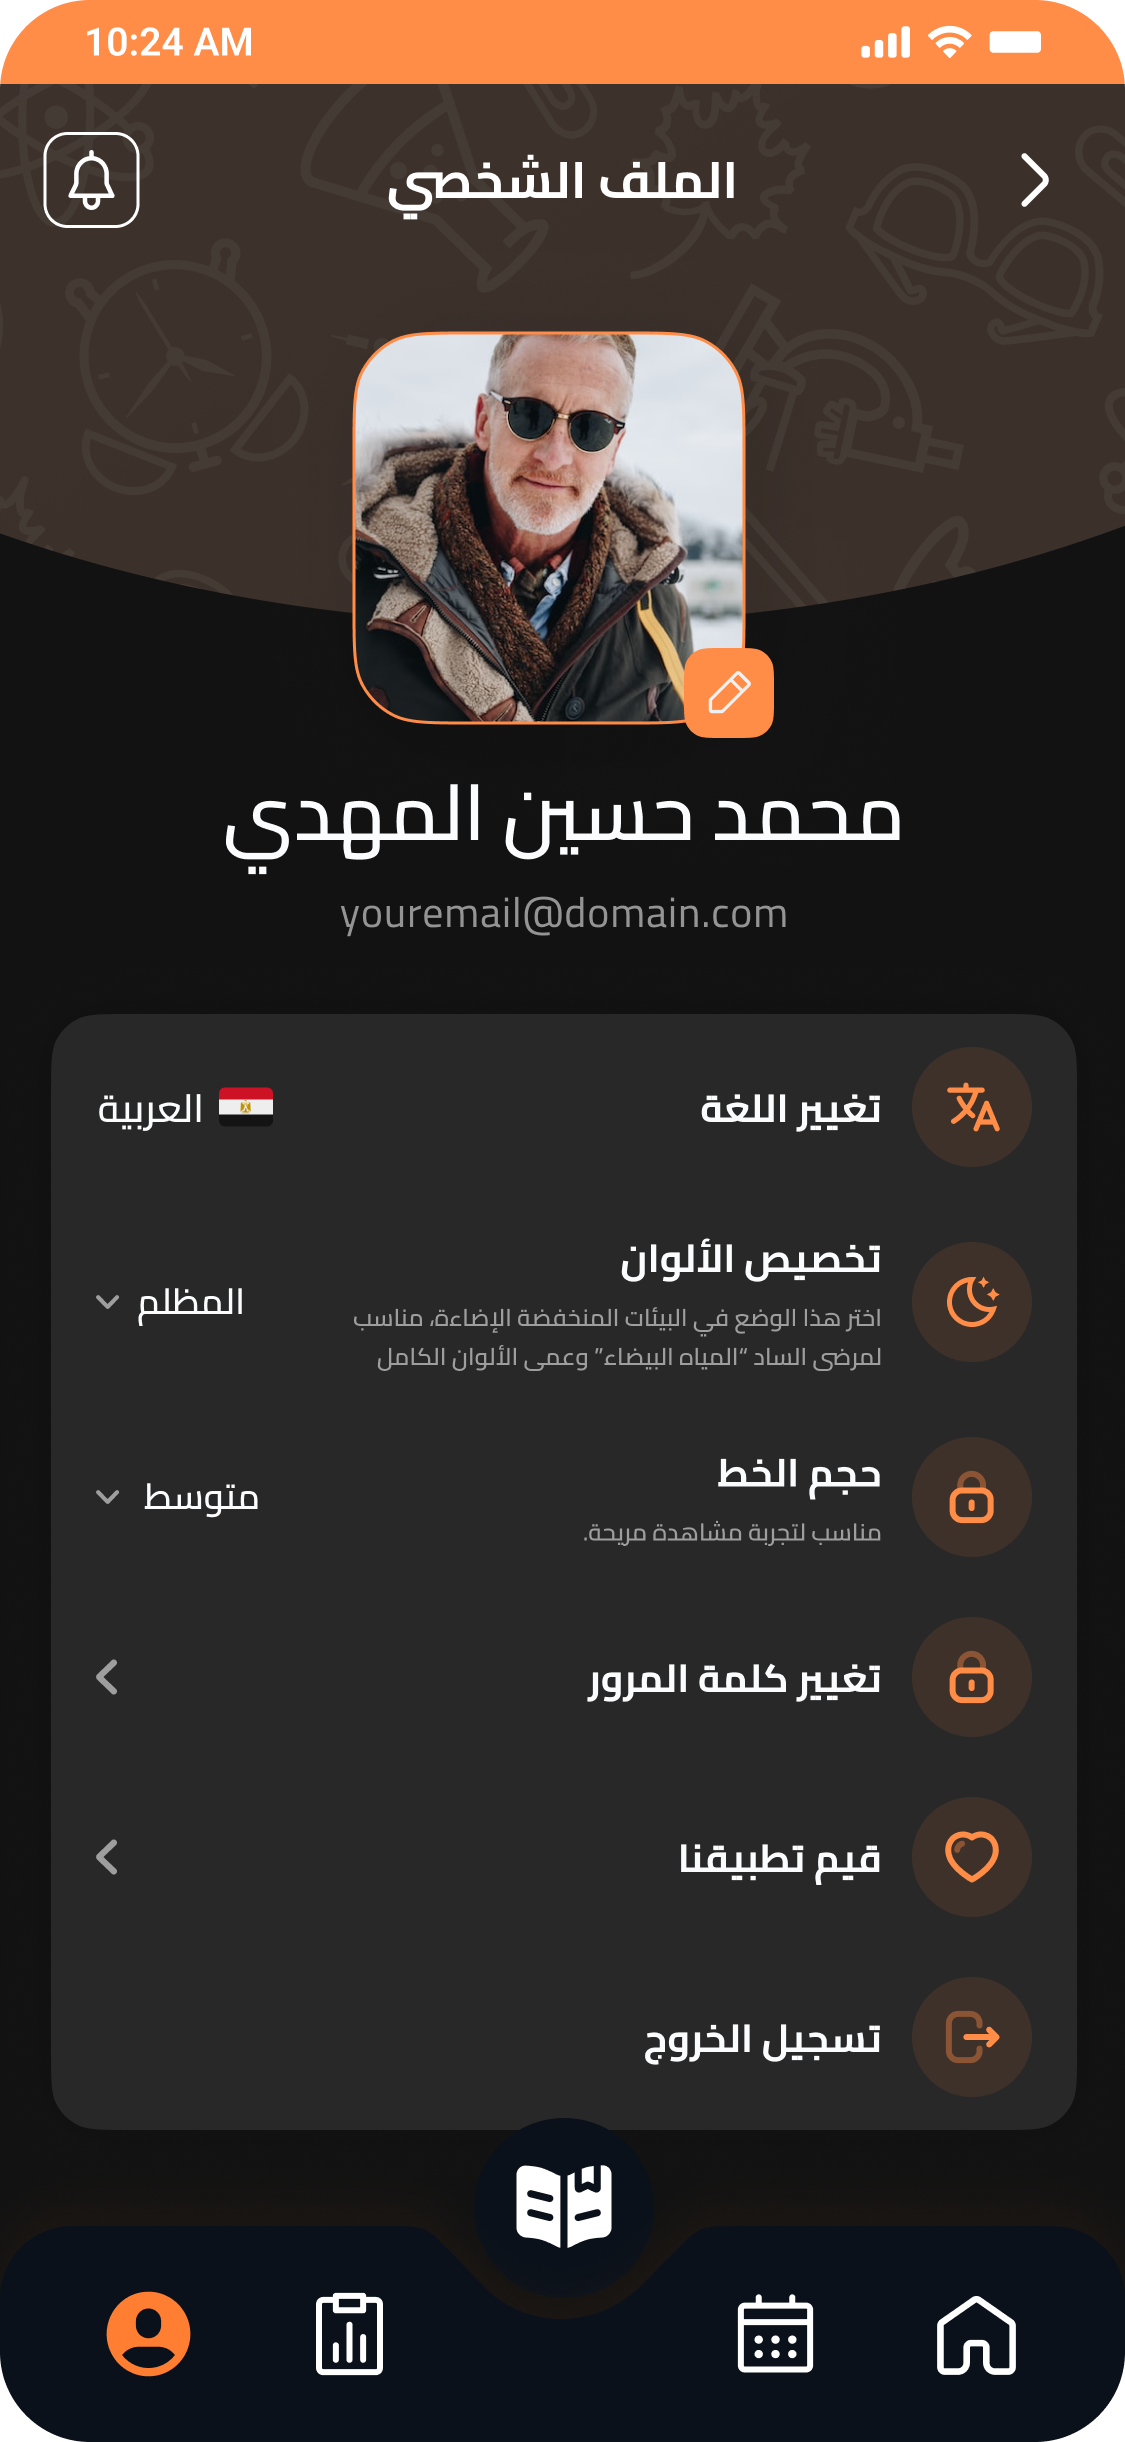 10:24 AM
الملف الشخصي
محمد حسين المهدي
youremail@domain.com
تغيير اللغة
العربية
تخصيص الألوان
المظلم
اختر هذا الوضع في البيئات المنخفضة الإضاءة، مناسب
لمرضى الساد “المياه البيضاء” وعمى الألوان الكامل
حجم الخط
متوسط
مناسب لتجربة مشاهدة مريحة.
تغيير كلمة المرور
قيم تطبيقنا
تسجيل الخروج